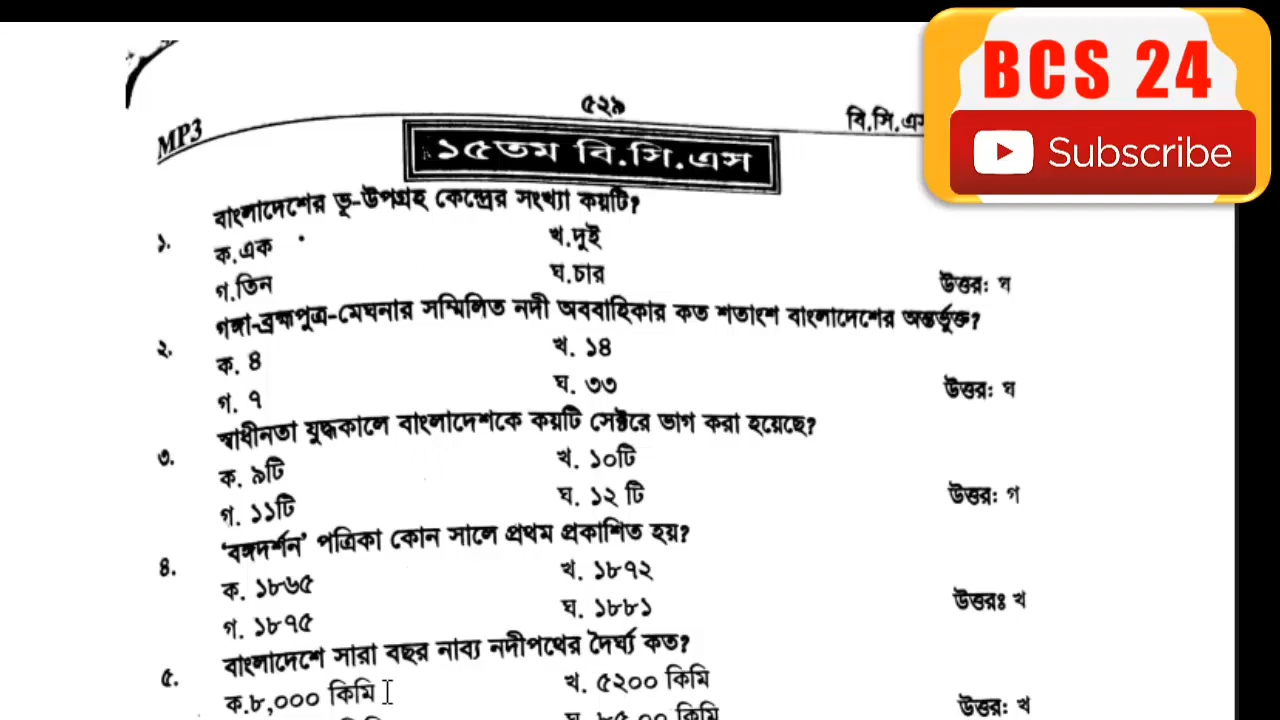 BCS 24
Subscribe
৫২৯
MP3
বি.সি.এস
১৫তম বি.সি.এস
১. বাংলাদেশের ভূ-উপগ্রহ কেন্দ্রের সংখ্যা কয়টি?
ক.এক খ.দুই
গ.তিন ঘ.চার উত্তর: ঘ
২. গঙ্গা-ব্রহ্মপুত্র-মেঘনার সম্মিলিত নদী অববাহিকার কত শতাংশ বাংলাদেশের অন্তর্ভূক্ত?
ক. ৪ খ. ১৪
গ. ৭ ঘ. ৩৩ উত্তর: ঘ
৩. স্বাধীনতা যুদ্ধকালে বাংলাদেশকে কয়টি সেক্টরে ভাগ করা হয়েছে?
ক. ৯টি খ. ১০টি
গ. ১১টি ঘ. ১২ টি উত্তর: গ
৪. ‘বঙ্গদর্শন’ পত্রিকা কোন সালে প্রথম প্রকাশিত হয়?
ক. ১৮৬৫ খ. ১৮৭২
গ. ১৮৭৫ ঘ. ১৮৮১ উত্তরঃ খ
৫. বাংলাদেশে সারা বছর নাব্য নদীপথের দৈর্ঘ্য কত?
ক.৮,০০০ কিমি খ. ৫২০০ কিমি
উত্তর: খ